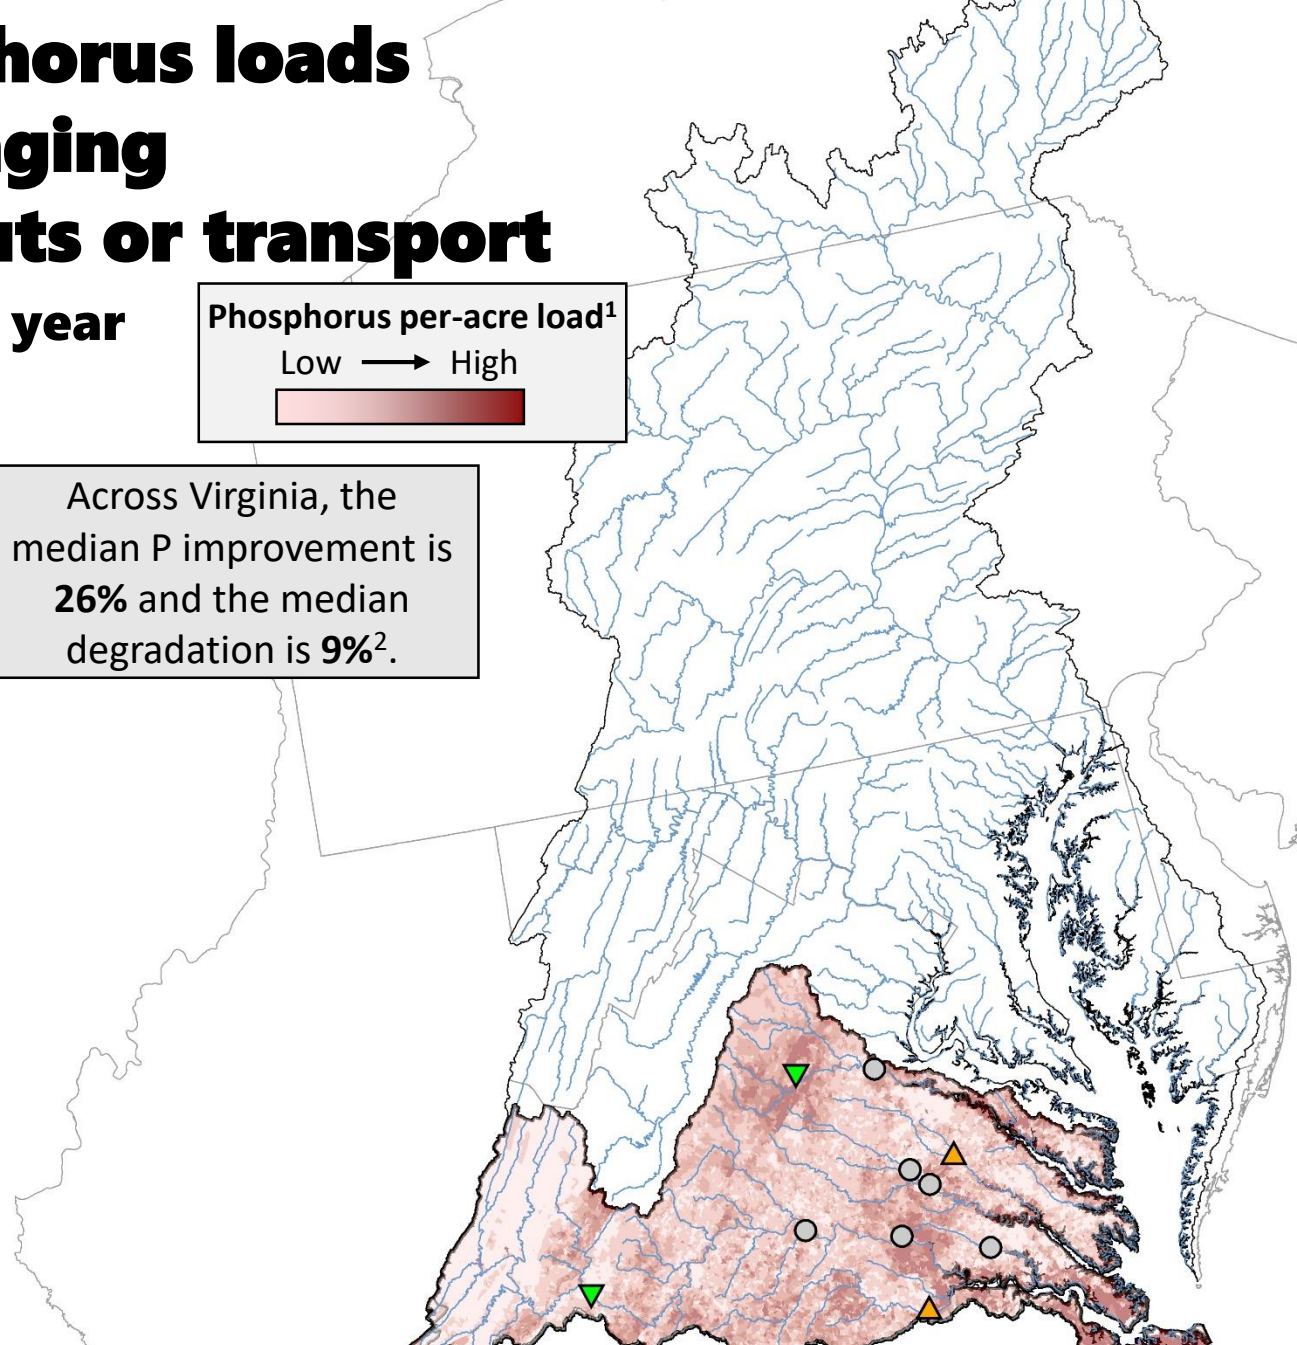 horus loads
ging
ts or transport
year
Phosphorus per-acre load¹
Low High
Across Virginia, the
median P improvement is
26% and the median
degradation is 9%².